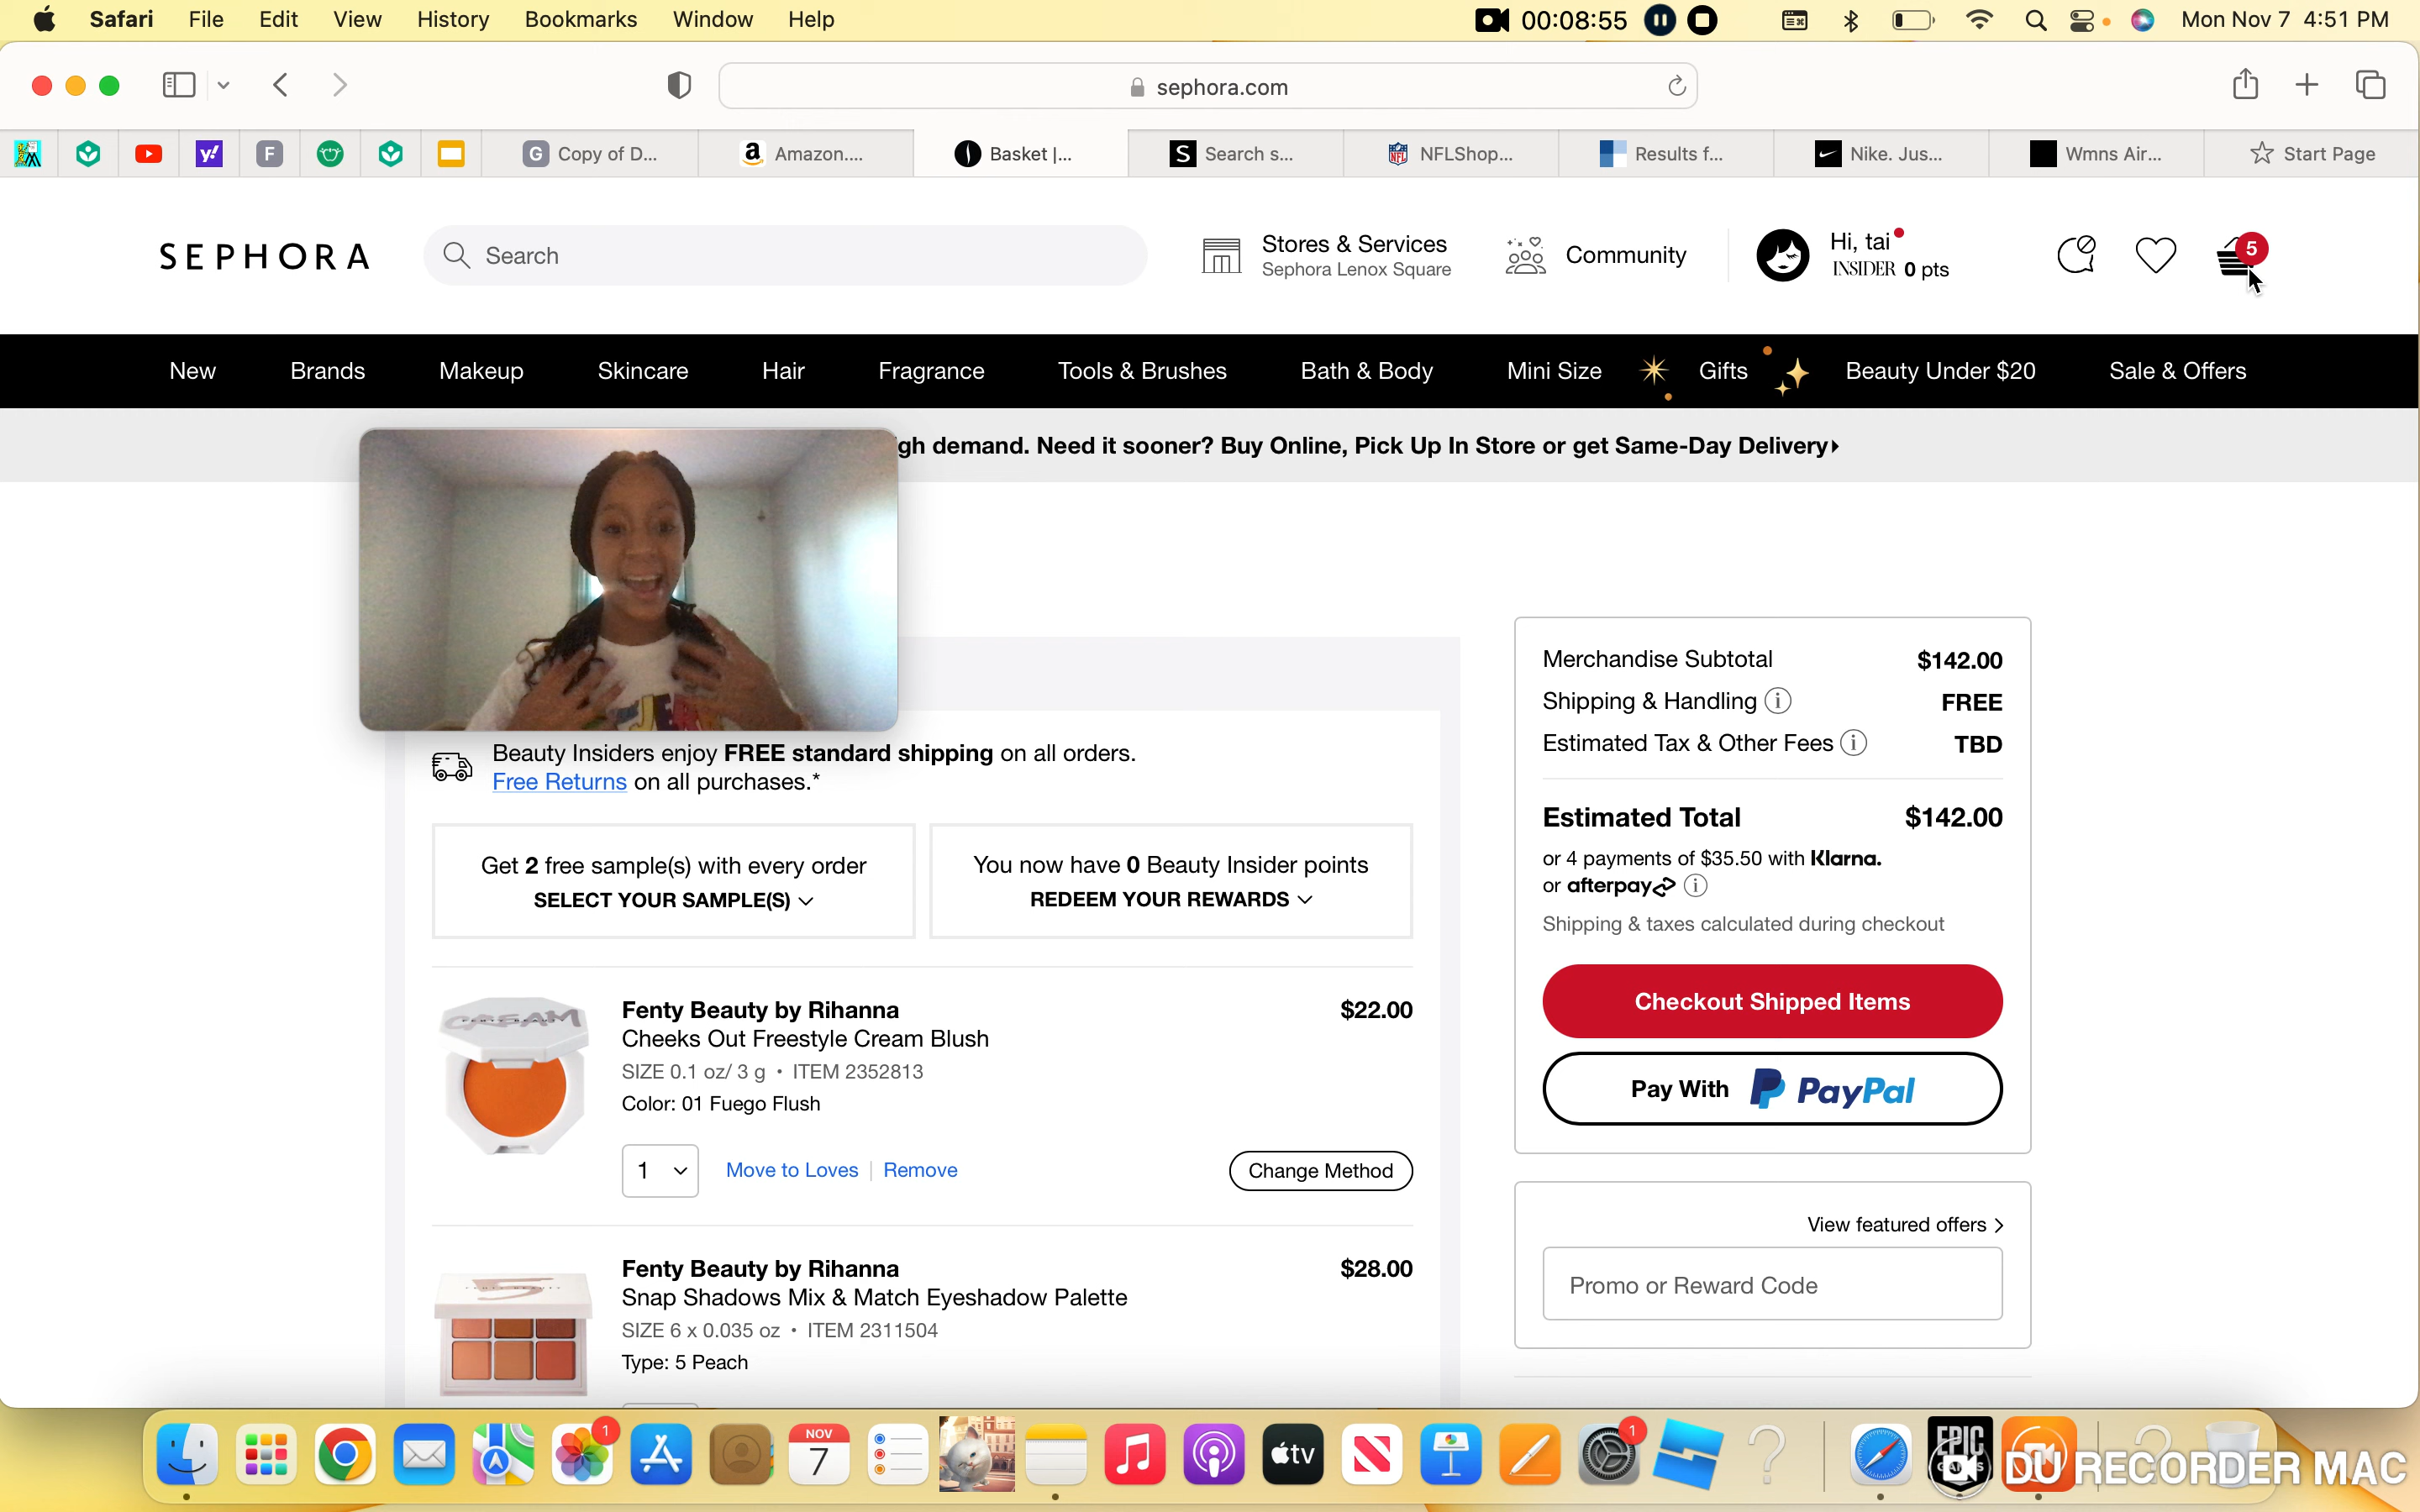 Safari File Edit View History Bookmarks Window Help 00:08:55 Mon Nov 7 4:51 PM
sephora.com
y! F G Copy of D... a Amazon.... Basket |... S Search s... NFL NFLShop... Results f... Nike. Jus... Wmns Air... Start Page
SEPHORA Search Stores & Services Community Hi, tai 5
Sephora Lenox Square INSIDER 0 pts
New Brands Makeup Skincare Hair Fragrance Tools & Brushes Bath & Body Mini Size Gifts Beauty Under $20 Sale & Offers
gh demand. Need it sooner? Buy Online, Pick Up In Store or get Same-Day Delivery
Beauty Insiders enjoy FREE standard shipping on all orders.
Free Returns on all purchases.*
Get 2 free sample(s) with every order
SELECT YOUR SAMPLE(S)
You now have 0 Beauty Insider points
REDEEM YOUR REWARDS
CREAM
Fenty Beauty by Rihanna $22.00
Cheeks Out Freestyle Cream Blush
SIZE 0.1 oz/ 3 g • ITEM 2352813
Color: 01 Fuego Flush
1 Move to Loves Remove Change Method
Fenty Beauty by Rihanna $28.00
Snap Shadows Mix & Match Eyeshadow Palette
SIZE 6 x 0.035 oz • ITEM 2311504
Type: 5 Peach
Merchandise Subtotal $142.00
Shipping & Handling FREE
Estimated Tax & Other Fees TBD
Estimated Total $142.00
or 4 payments of $35.50 with Klarna.
or afterpay
Shipping & taxes calculated during checkout
Checkout Shipped Items
Pay With PayPal
View featured offers
Promo or Reward Code
1 NOV 7 tv 1 EPIC
DU RECORDER MAC